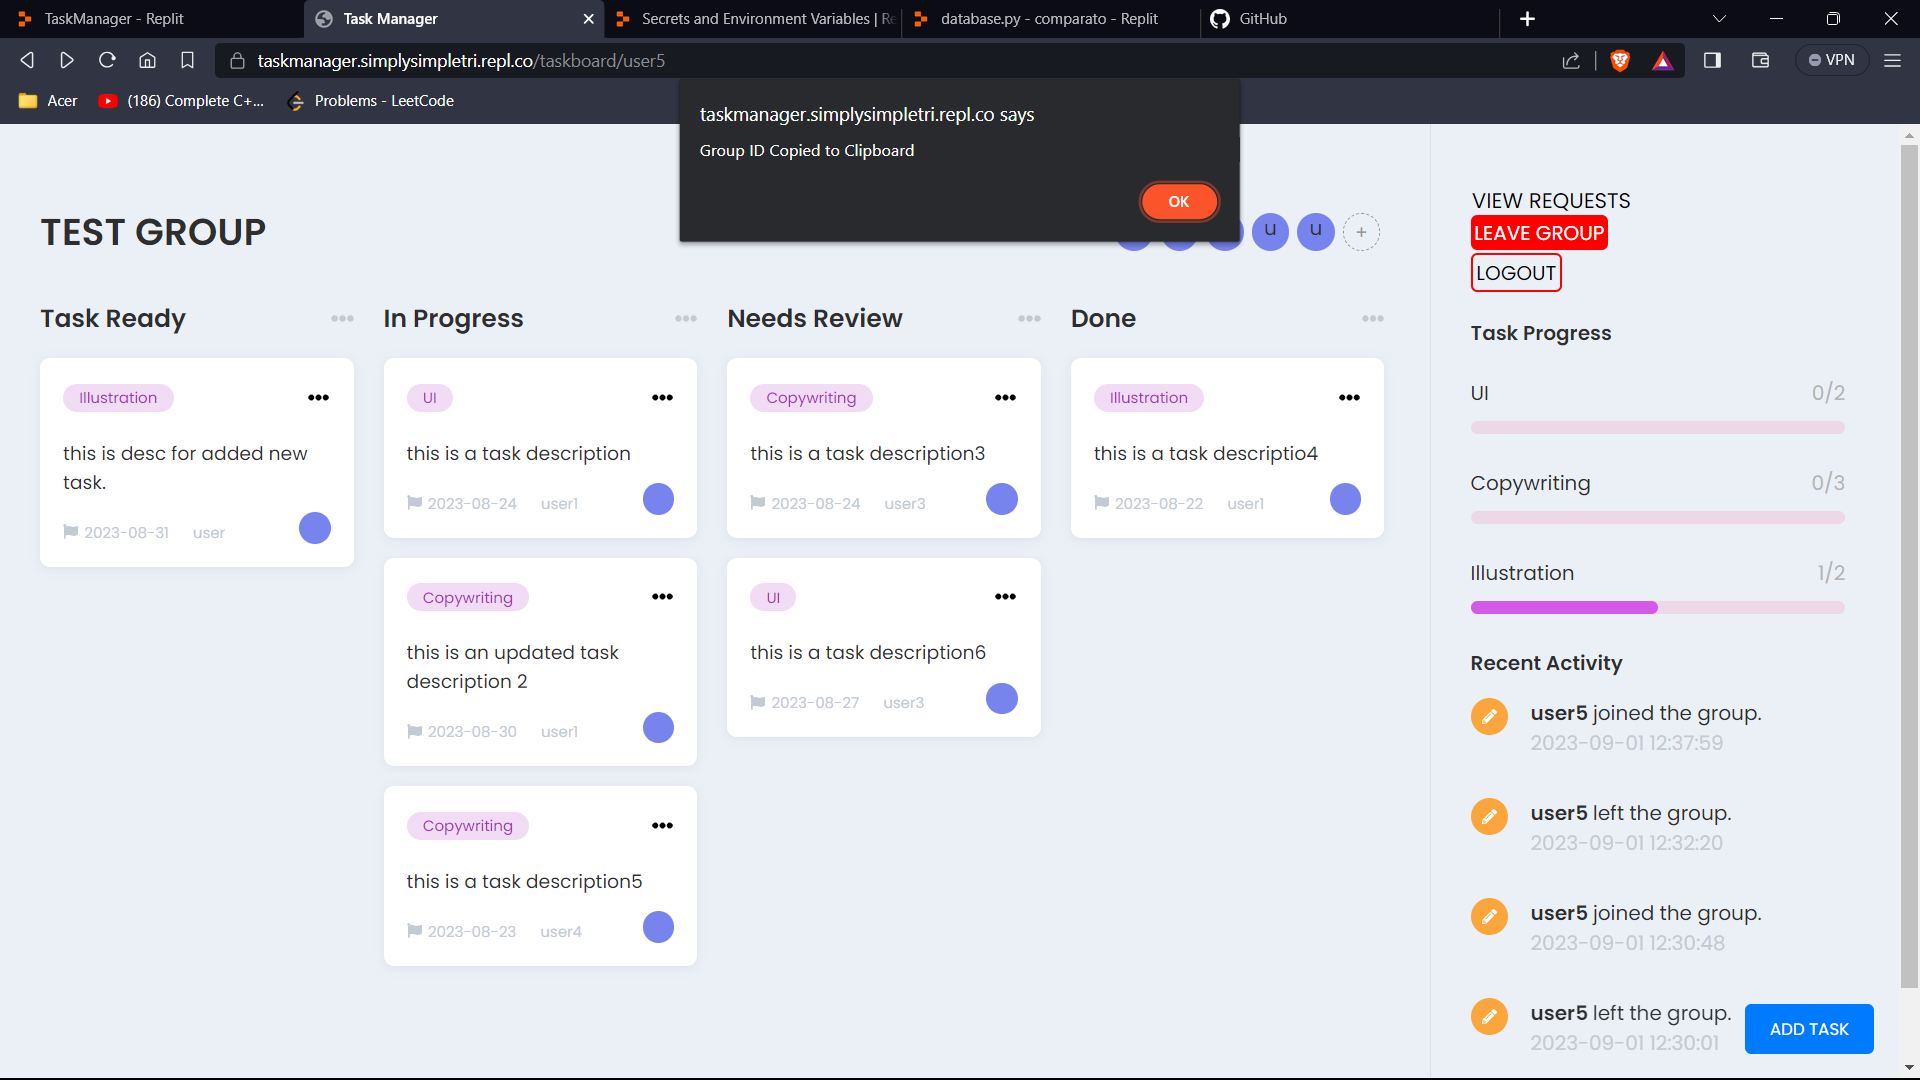 TaskManager - Replit
Task Manager
Secrets and Environment Variables | Re
database.py - comparato - Replit
GitHub
taskmanager.simplysimpletri.repl.co/taskboard/user5
VPN
Acer
(186) Complete C+...
Problems - LeetCode
taskmanager.simplysimpletri.repl.co says
Group ID Copied to Clipboard
OK
TEST GROUP
u
u
+
Task Ready
Illustration
this is desc for added new
task.
2023-08-31 user
In Progress
UI
this is a task description
2023-08-24 user1
Copywriting
this is an updated task
description 2
2023-08-30 user1
Copywriting
this is a task description5
2023-08-23 user4
Needs Review
Copywriting
this is a task description3
2023-08-24 user3
UI
this is a task description6
2023-08-27 user3
Done
Illustration
this is a task descriptio4
2023-08-22 user1
VIEW REQUESTS
LEAVE GROUP
LOGOUT
Task Progress
UI 0/2
Copywriting 0/3
Illustration 1/2
Recent Activity
user5 joined the group.
2023-09-01 12:37:59
user5 left the group.
2023-09-01 12:32:20
user5 joined the group.
2023-09-01 12:30:48
user5 left the group.
2023-09-01 12:30:01
ADD TASK